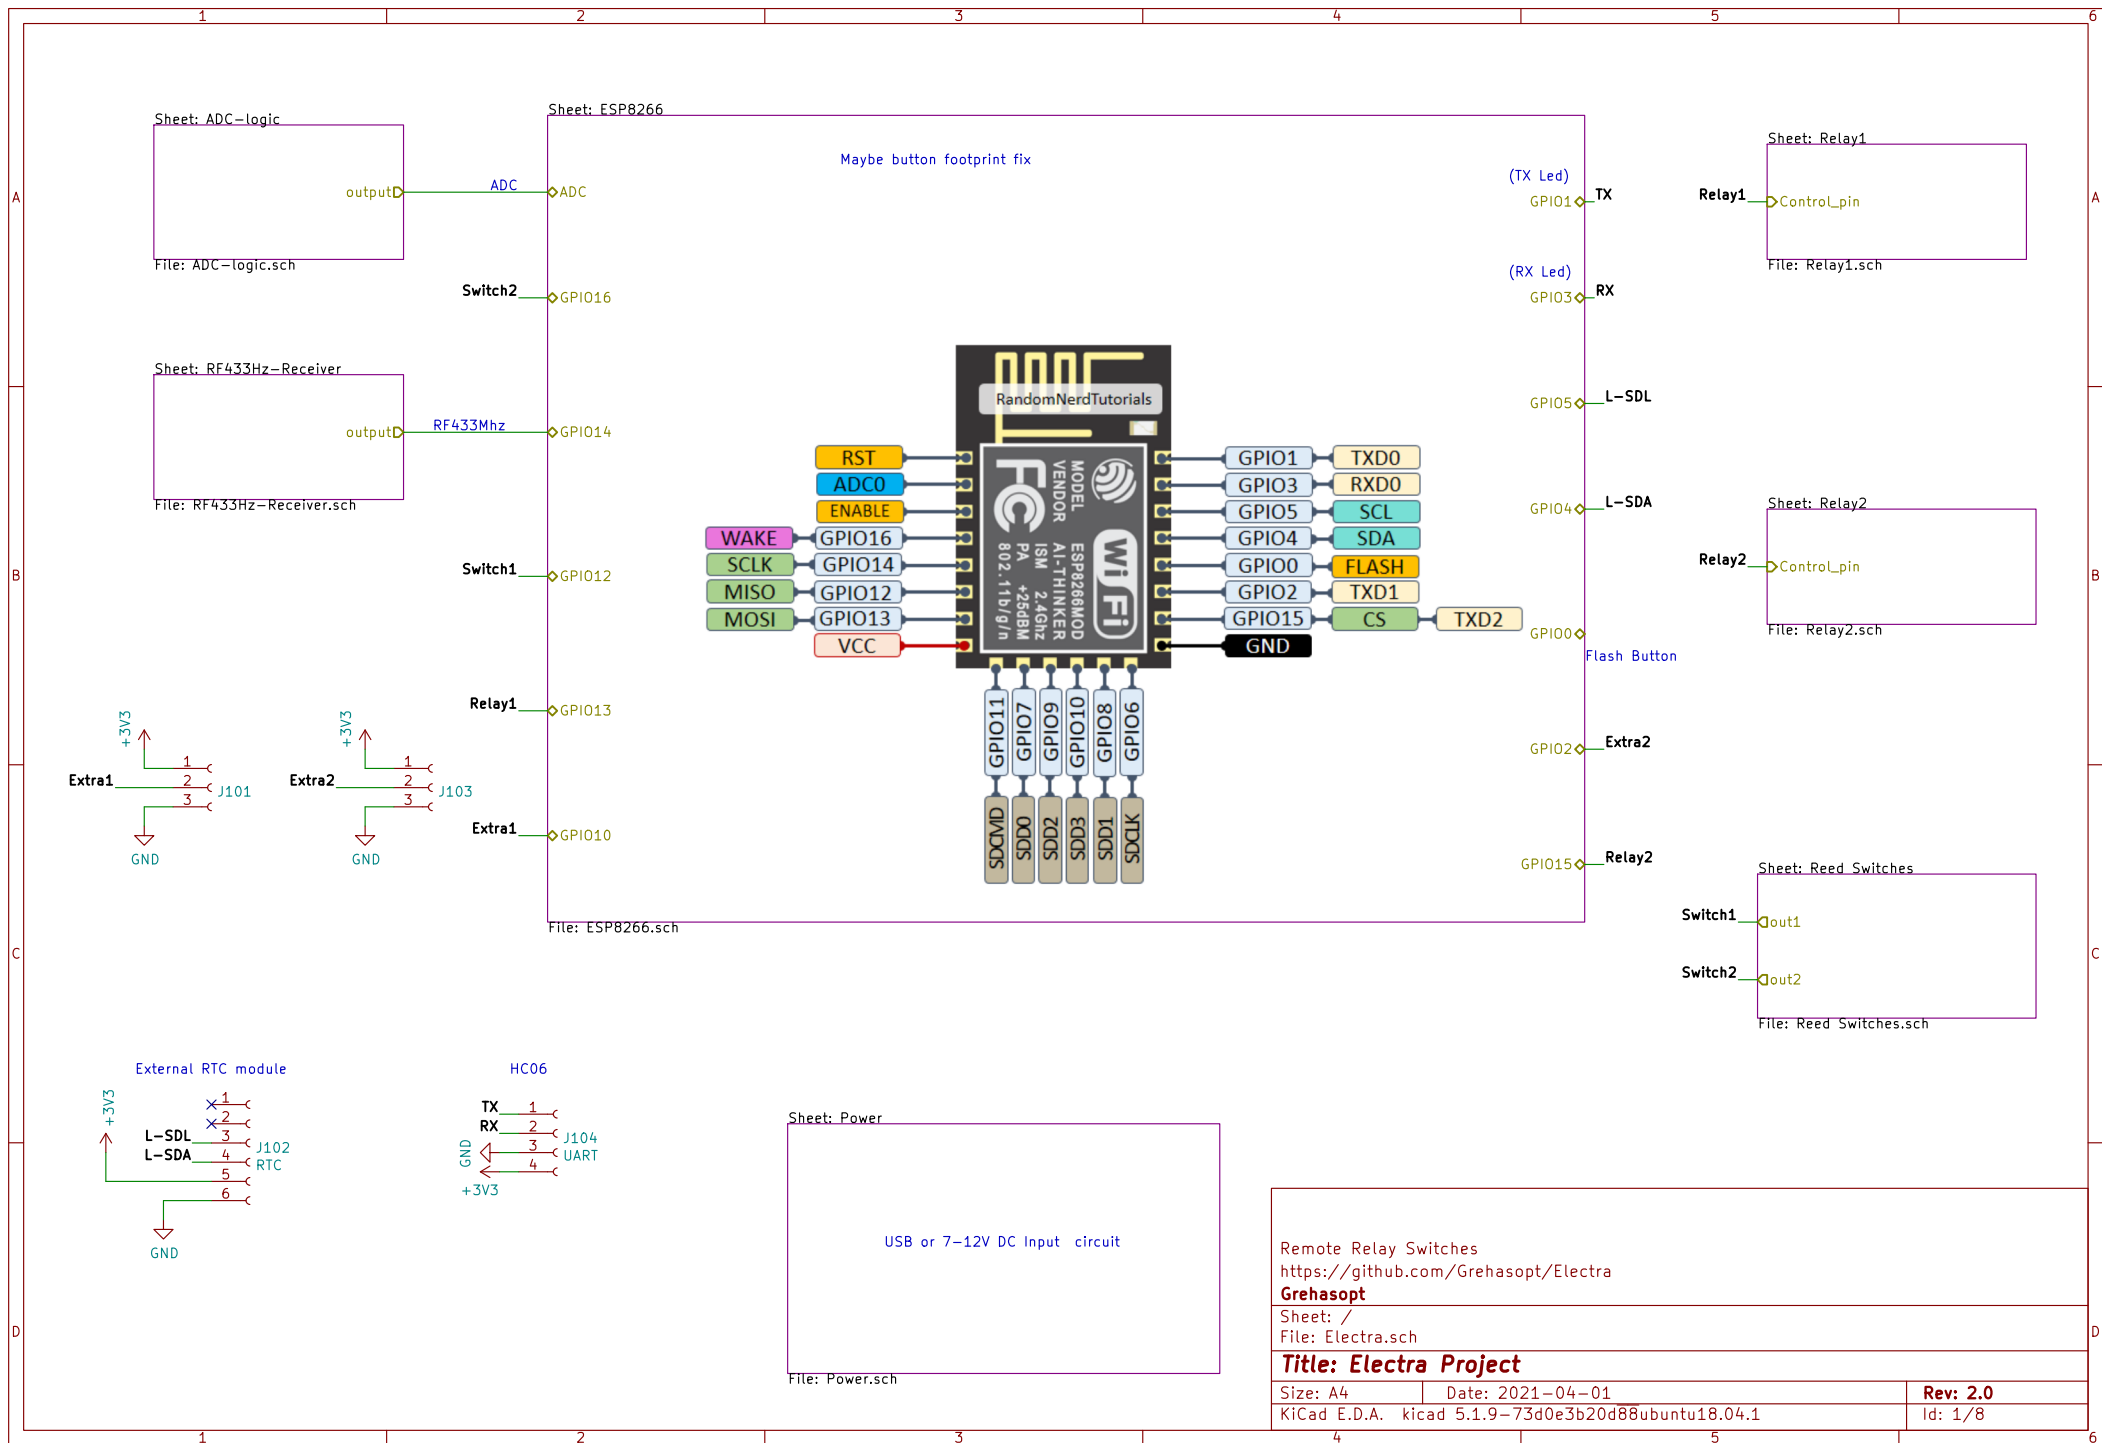 1 2 3 4 5 6
A
B
C
D
A
B
C
D
1 2 3 4 5 6
Sheet: ADC-logic
output
File: ADC-logic.sch
ADC
Sheet: RF433Hz-Receiver
output
File: RF433Hz-Receiver.sch
RF433Mhz
Sheet: ESP8266
Maybe button footprint fix
ADC
Switch2
GPIO16
GPIO14
Switch1
GPIO12
Relay1
GPIO13
Extra1
GPIO10
(TX Led)
GPIO1
TX
(RX Led)
GPIO3
RX
GPIO5
L-SDL
GPIO4
L-SDA
GPIO0
Flash Button
GPIO2
Extra2
GPIO15
Relay2
File: ESP8266.sch
RandomNerdTutorials
RST
ADC0
ENABLE
WAKE GPIO16
SCLK GPIO14
MISO GPIO12
MOSI GPIO13
VCC
GPIO1 TXD0
GPIO3 RXD0
GPIO5 SCL
GPIO4 SDA
GPIO0 FLASH
GPIO2 TXD1
GPIO15 CS TXD2
GND
MODEL ESP8266MOD
VENDOR AI-THINKER
ISM 2.4Ghz
PA +25dBM
802.11b/g/n
FC
WiFi
GPIO11 SDCMD
GPIO7 SDD0
GPIO9 SDD2
GPIO10 SDD3
GPIO8 SDD1
GPIO6 SDCLK
Sheet: Relay1
Relay1
Control_pin
File: Relay1.sch
Sheet: Relay2
Relay2
Control_pin
File: Relay2.sch
Sheet: Reed Switches
Switch1
out1
Switch2
out2
File: Reed Switches.sch
+3V3
1
Extra1
2
3
J101
GND
+3V3
1
Extra2
2
3
J103
GND
External RTC module
+3V3
1
2
L-SDL
3
L-SDA
4
5
6
J102
RTC
GND
HC06
TX
1
RX
2
GND
3
4
+3V3
J104
UART
Sheet: Power
USB or 7-12V DC Input circuit
File: Power.sch
Remote Relay Switches
https://github.com/Grehasopt/Electra
Grehasopt
Sheet: /
File: Electra.sch
Title: Electra Project
Size: A4 Date: 2021-04-01 Rev: 2.0
KiCad E.D.A. kicad 5.1.9-73d0e3b20d88ubuntu18.04.1 Id: 1/8